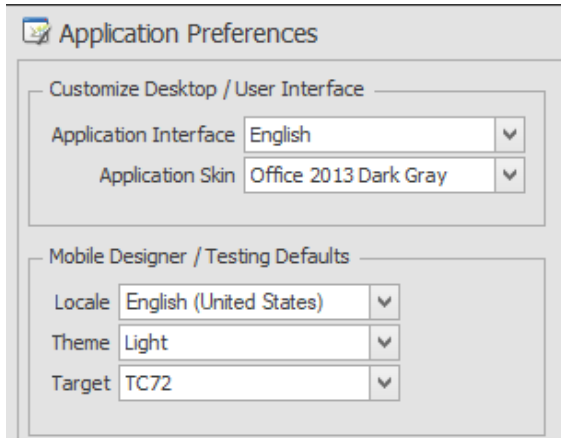 Application Preferences
Customize Desktop / User Interface
Application Interface English
Application Skin Office 2013 Dark Gray
Mobile Designer / Testing Defaults
Locale English (United States)
Theme Light
Target TC72